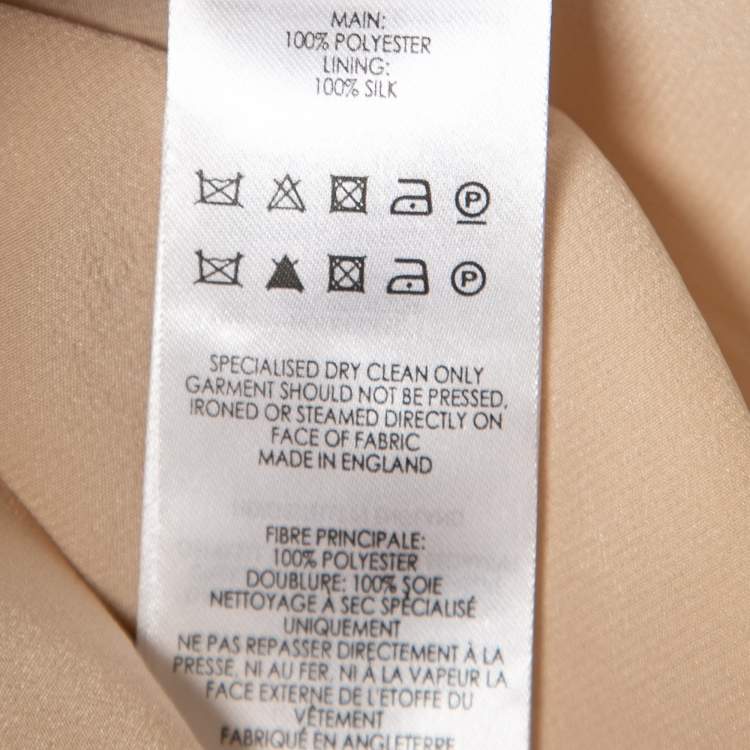 MAIN:
100% POLYESTER
LINING:
100% SILK
P
P
SPECIALISED DRY CLEAN ONLY
GARMENT SHOULD NOT BE PRESSED,
IRONED OR STEAMED DIRECTLY ON
FACE OF FABRIC
MADE IN ENGLAND
FIBRE PRINCIPALE:
100% POLYESTER
DOUBLURE: 100% SOIE
NETTOYAGE À SEC SPÉCIALISÉ
UNIQUEMENT
NE PAS REPASSER DIRECTEMENT À LA
PRESSE, NI AU FER, NI À LA VAPEUR LA
FACE EXTERNE DE L'ÉTOFFE DU
VÊTEMENT
FABRIQUÉ EN ANGLETERRE